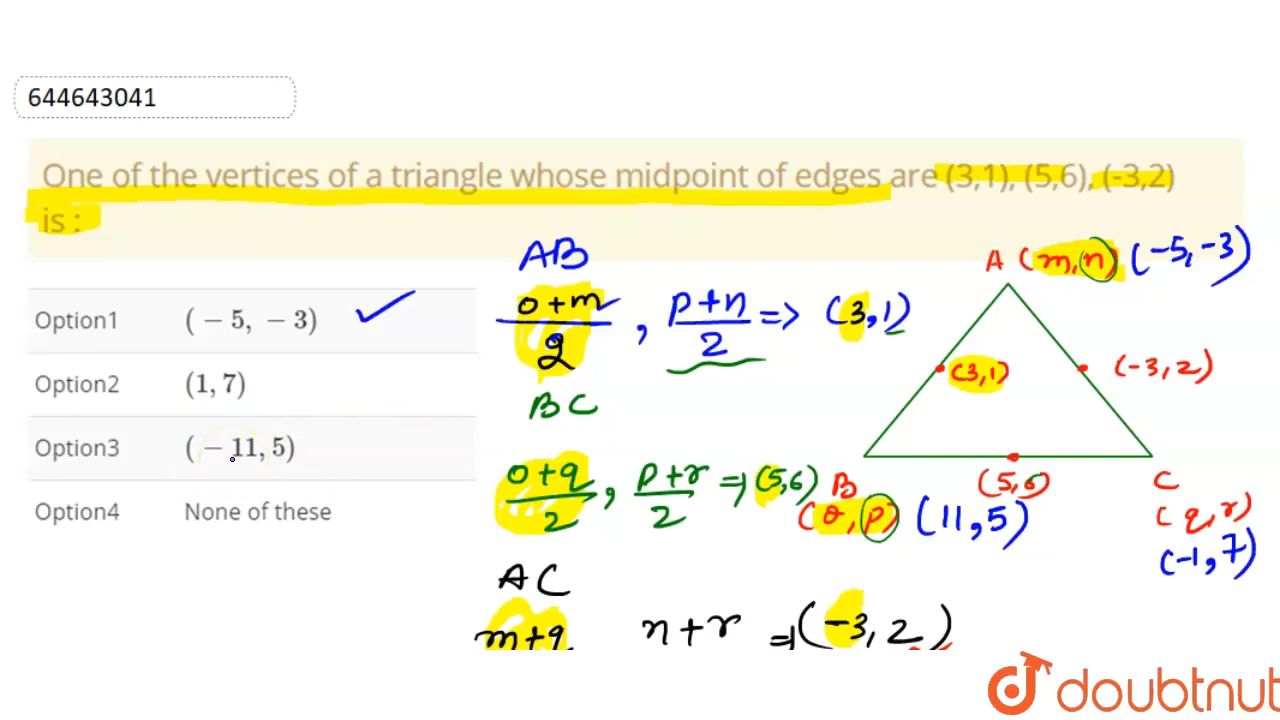 644643041
One of the vertices of a triangle whose midpoint of edges are (3,1), (5,6), (-3,2)
is :
Option1 (−5, −3)
Option2 (1, 7)
Option3 (−11, 5)
Option4 None of these
AB
o+m/2, p+n/2 => (3,1)
BC
o+q/2, p+r/2 => (5,6)
AC
m+q n+r => (-3,2)
A (m,n) (-5,-3)
(3,1) (-3,2)
B (5,6) C
(o,p) (11,5) (q,r)
(-1,7)
doubtnut